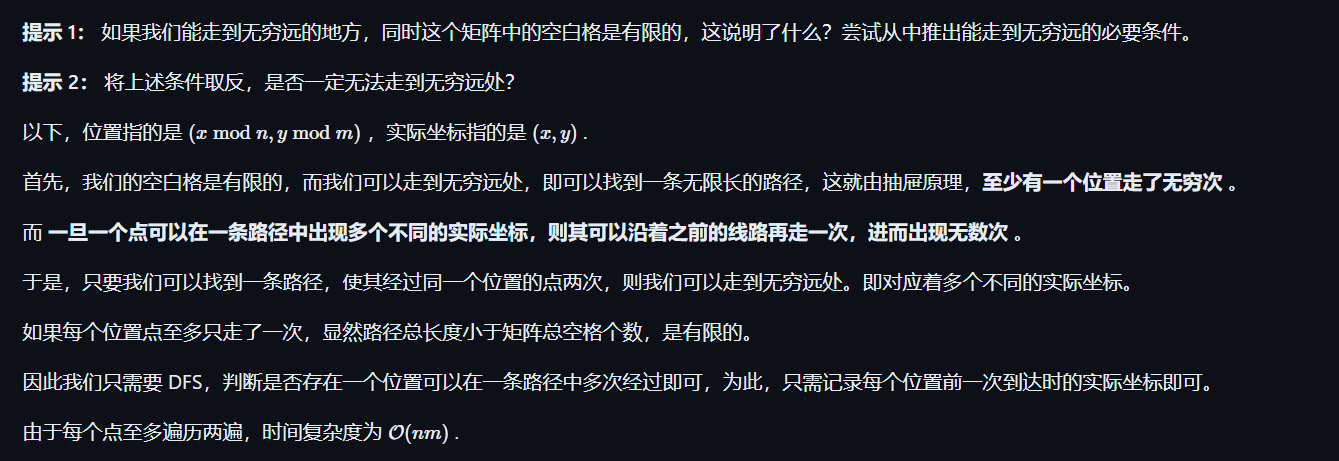 提示 1： 如果我们能走到无穷远的地方，同时这个矩阵中的空白格是有限的，这说明了什么？尝试从中推出能走到无穷远的必要条件。
提示 2： 将上述条件取反，是否一定无法走到无穷远处？
以下，位置指的是 (x mod n, y mod m) ，实际坐标指的是 (x, y) .
首先，我们的空白格是有限的，而我们可以走到无穷远处，即可以找到一条无限长的路径，这就由抽屉原理，至少有一个位置走了无穷次 。
而 一旦一个点可以在一条路径中出现多个不同的实际坐标，则其可以沿着之前的线路再走一次，进而出现无数次 。
于是，只要我们可以找到一条路径，使其经过同一个位置的点两次，则我们可以走到无穷远处。即对应着多个不同的实际坐标。
如果每个位置点至多只走了一次，显然路径总长度小于矩阵总空格个数，是有限的。
因此我们只需要 DFS，判断是否存在一个位置可以在一条路径中多次经过即可，为此，只需记录每个位置前一次到达时的实际坐标即可。
由于每个点至多遍历两遍，时间复杂度为 O(nm) .